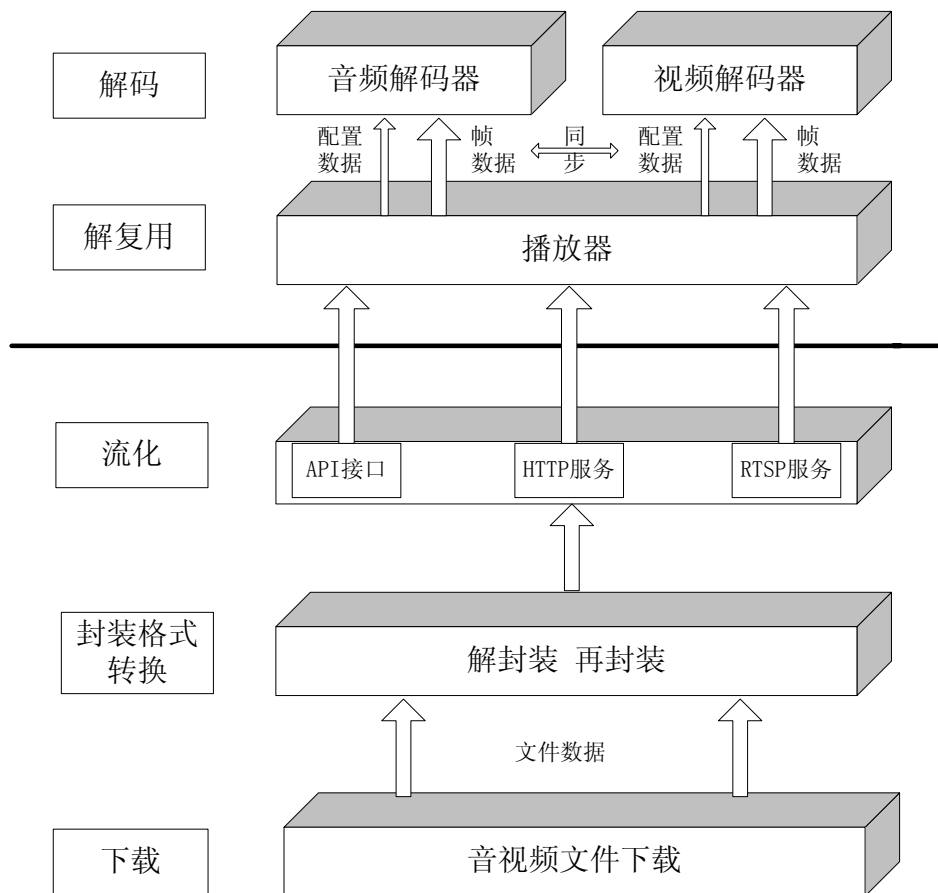 解码
音频解码器
视频解码器
配置
数据
帧
数据
同
步
配置
数据
帧
数据
解复用
播放器
流化
API接口
HTTP服务
RTSP服务
封装格式
转换
解封装 再封装
文件数据
下载
音视频文件下载